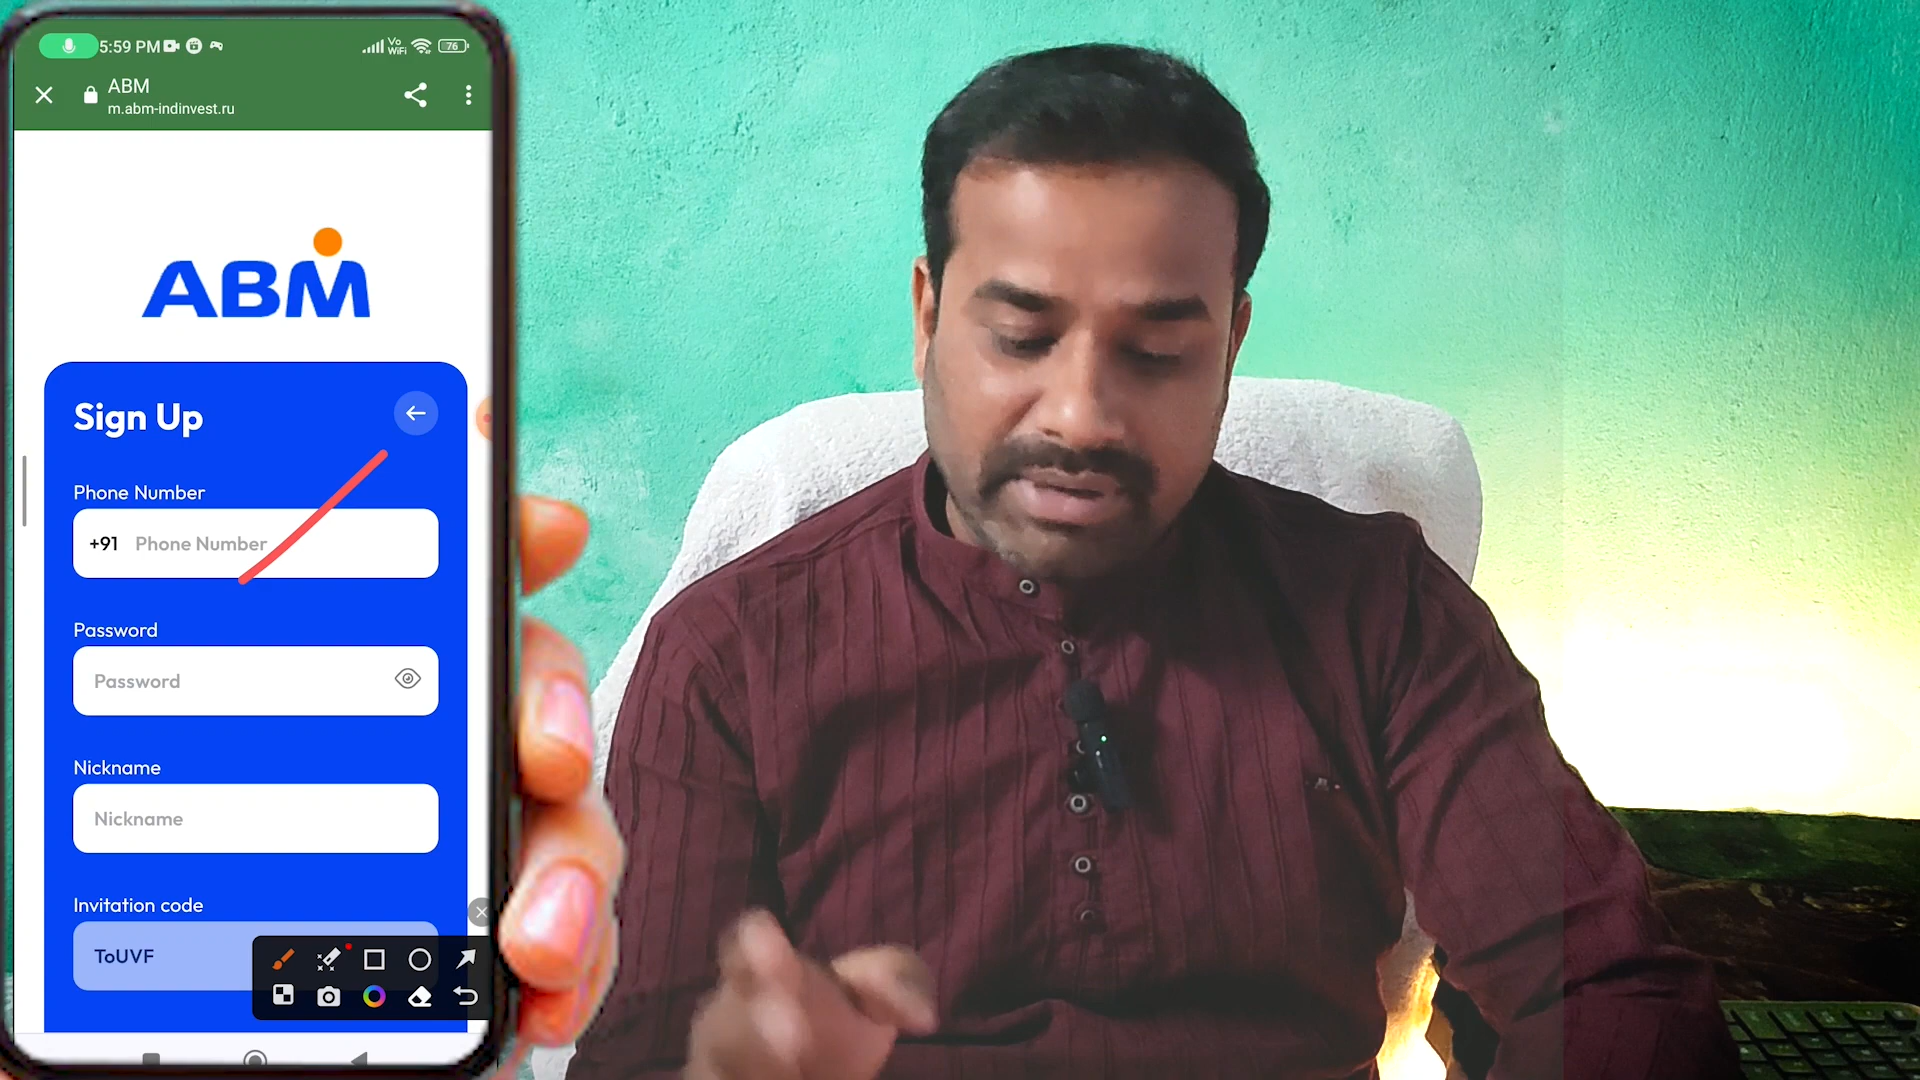 5:59 PM
Vo
WiFi
76
ABM
m.abm-indinvest.ru
ABM
Sign Up
Phone Number
+91 Phone Number
Password
Password
Nickname
Nickname
Invitation code
ToUVF